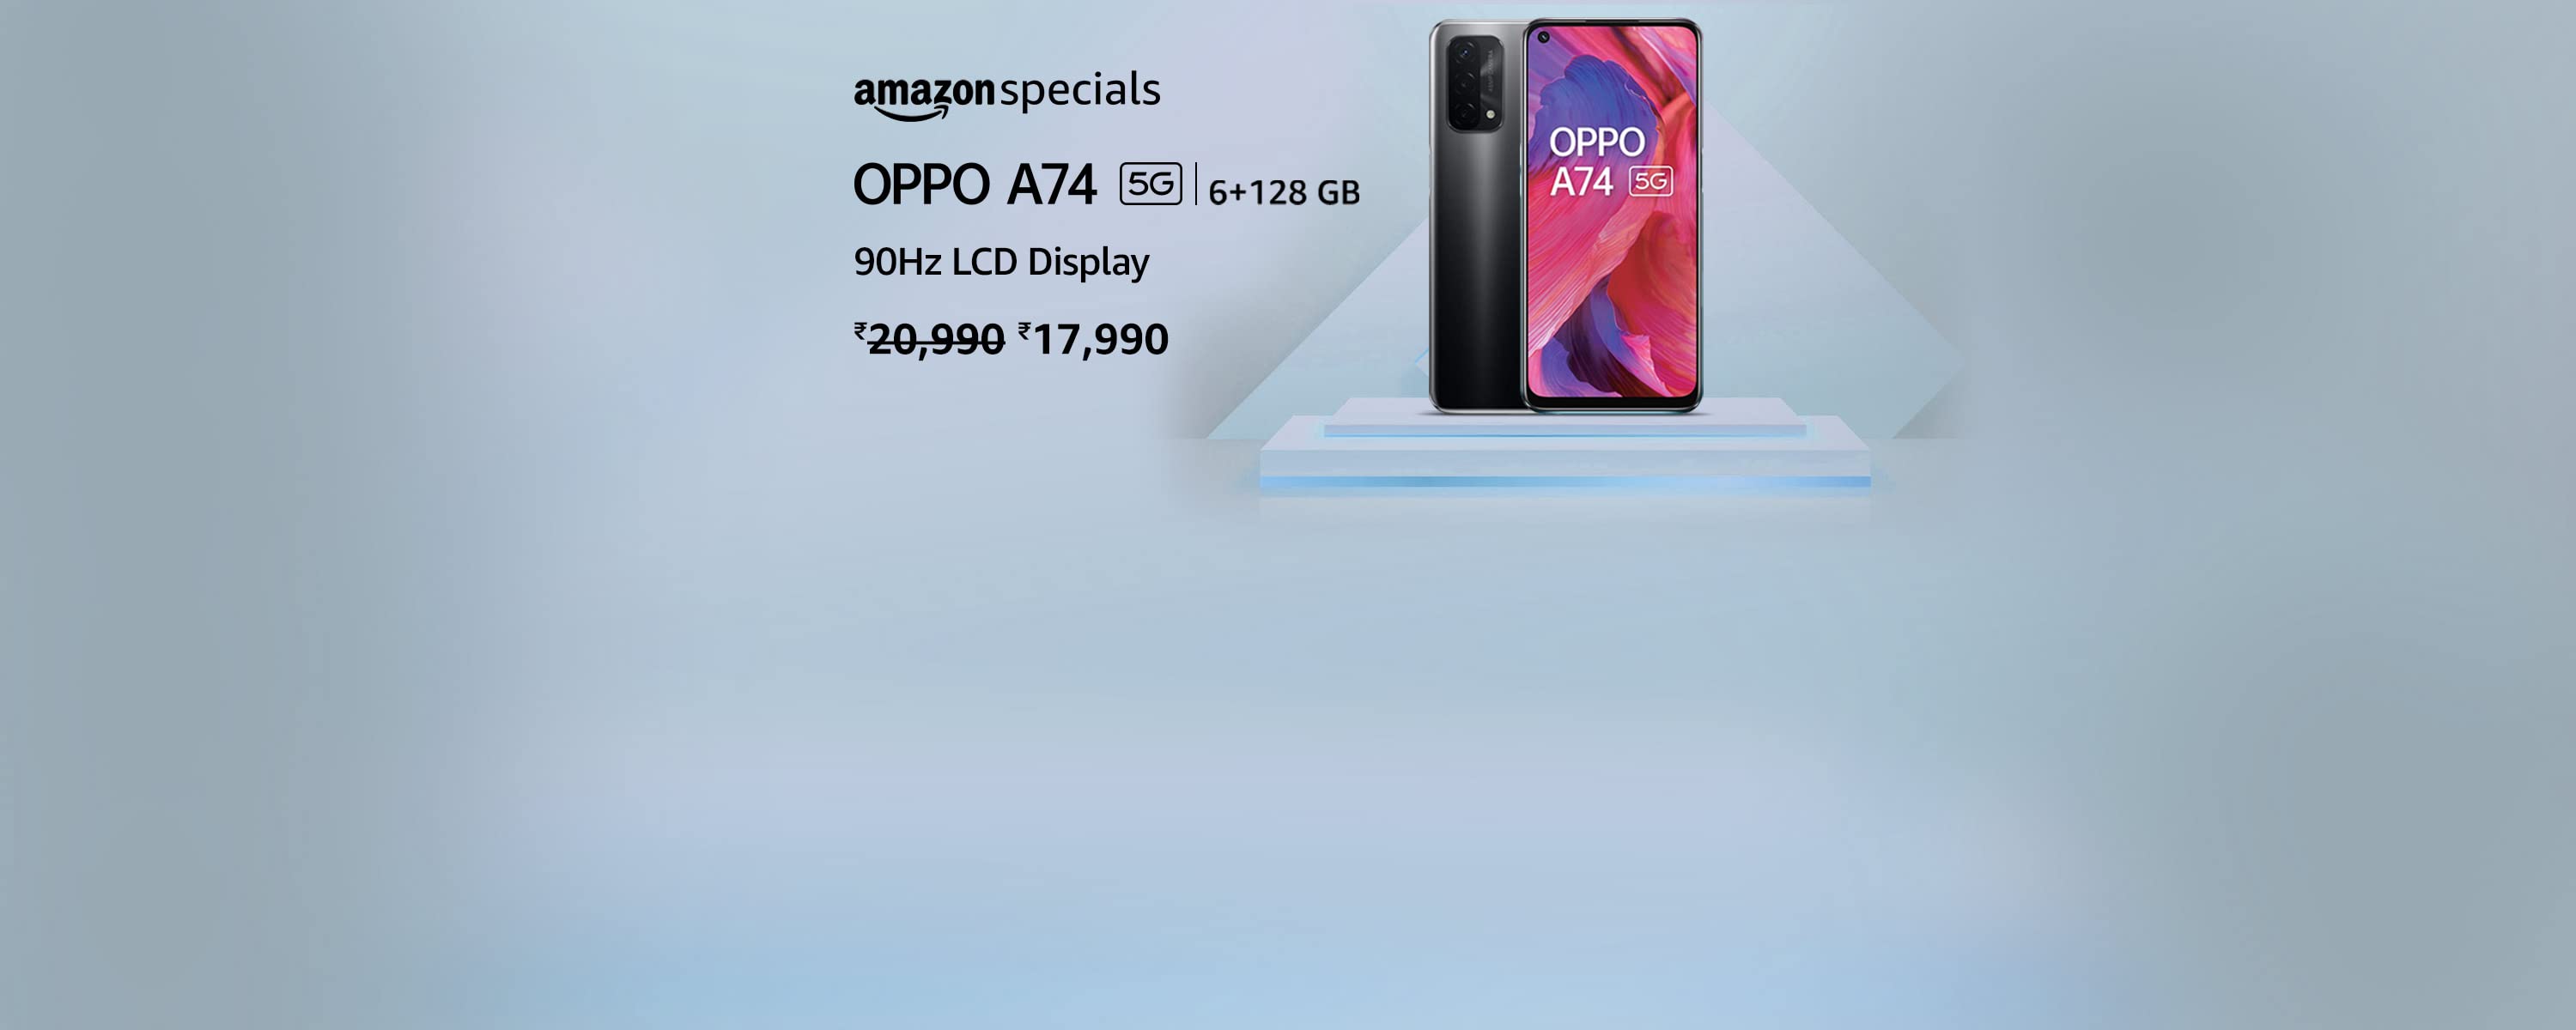 amazon specials
OPPO A74 5G | 6+128 GB
90Hz LCD Display
₹20,990 ₹17,990
OPPO
A74 5G